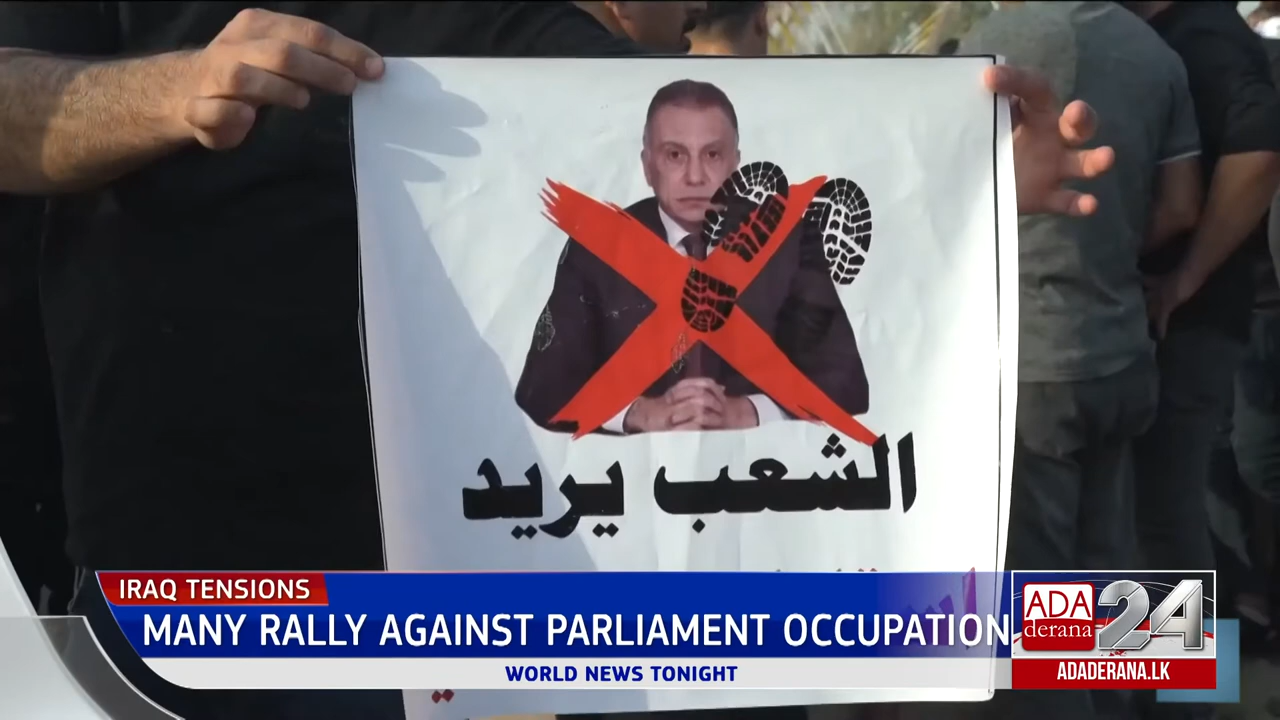 الشعب يريد
IRAQ TENSIONS
MANY RALLY AGAINST PARLIAMENT OCCUPATION
WORLD NEWS TONIGHT
ADA
derana
24
ADADERANA.LK